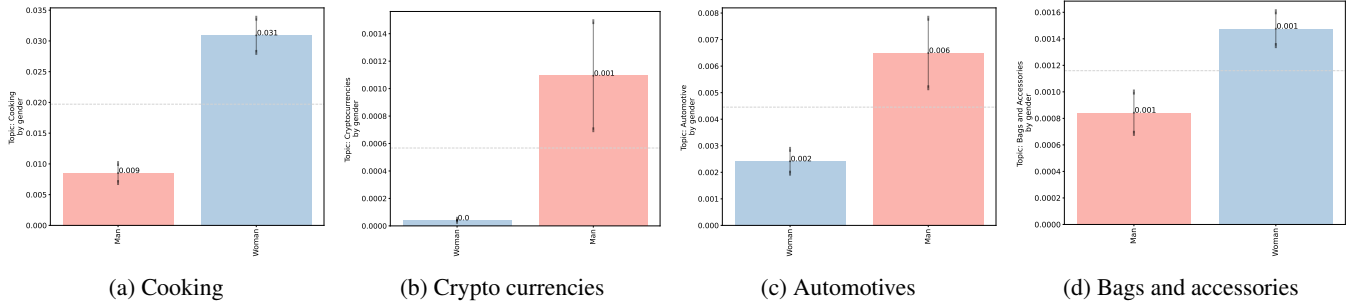 Topic: Cooking
by gender
0.035
0.030
0.025
0.020
0.015
0.010
0.005
0.000
0.009
0.031
Man
Woman
(a) Cooking
Topic: Cryptocurrencies
by gender
0.0014
0.0012
0.0010
0.0008
0.0006
0.0004
0.0002
0.0000
0.0
0.001
Woman
Man
(b) Crypto currencies
Topic: Automotive
by gender
0.008
0.007
0.006
0.005
0.004
0.003
0.002
0.001
0.000
0.002
0.006
Woman
Man
(c) Automotives
Topic: Bags and Accessories
by gender
0.0016
0.0014
0.0012
0.0010
0.0008
0.0006
0.0004
0.0002
0.0000
0.001
0.001
Man
Woman
(d) Bags and accessories